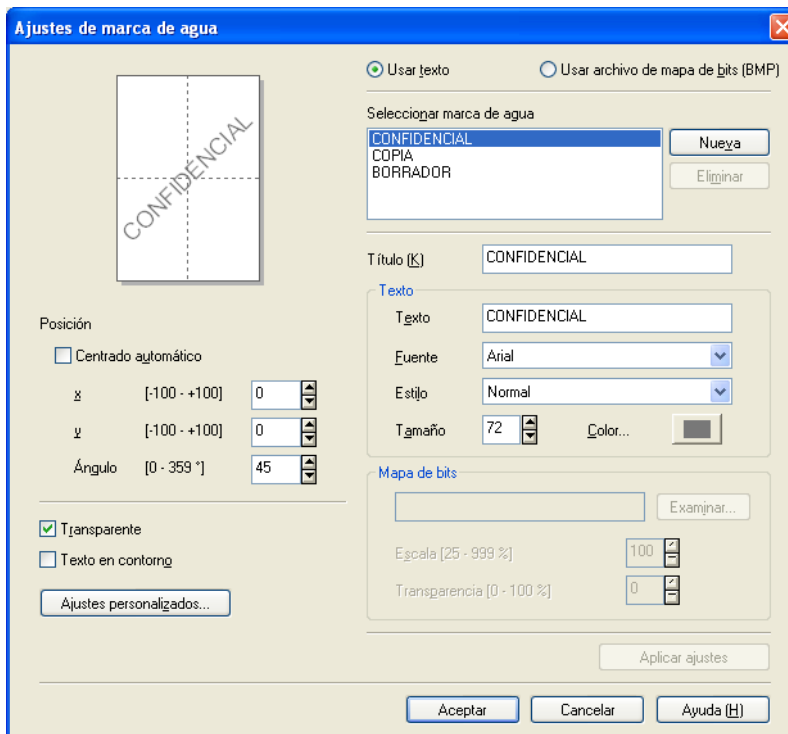 Ajustes de marca de agua
Usar texto
Usar archivo de mapa de bits (BMP)
CONFIDENCIAL
Seleccionar marca de agua
CONFIDENCIAL
COPIA
BORRADOR
Nueva
Eliminar
Título (K)
CONFIDENCIAL
Texto
Texto
CONFIDENCIAL
Fuente
Arial
Estilo
Normal
Tamaño
72
Color...
Posición
Centrado automático
x [-100 - +100] 0
y [-100 - +100] 0
Ángulo [0 - 359 °] 45
Transparente
Texto en contorno
Ajustes personalizados...
Mapa de bits
Examinar...
Escala [25 - 999 %] 100
Transparencia [0 - 100 %] 0
Aplicar ajustes
Aceptar
Cancelar
Ayuda (H)